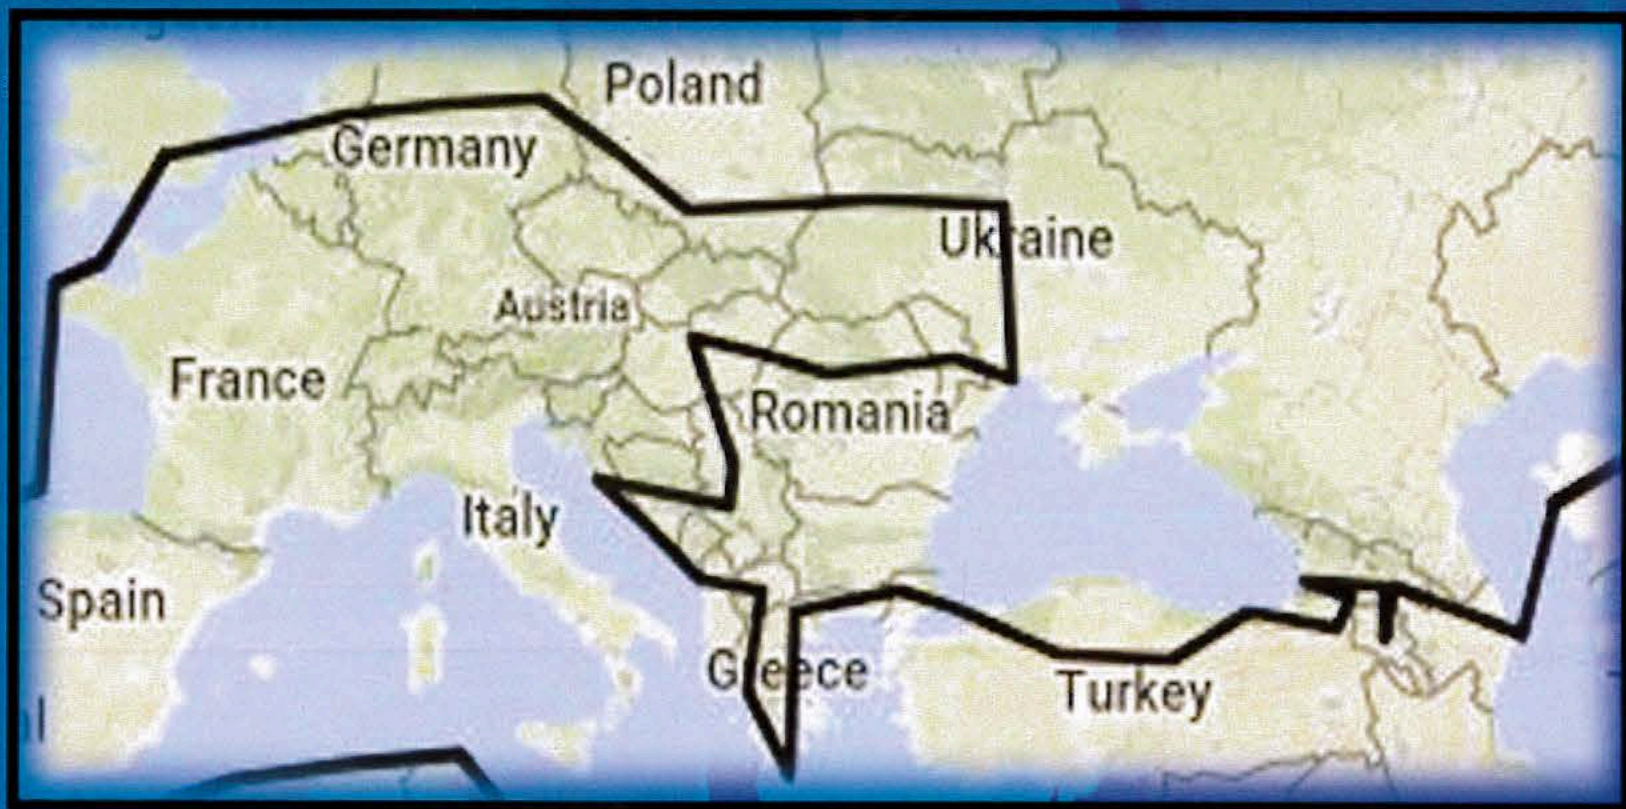 Poland
Germany
Ukraine
Austria
France
Romania
Italy
Spain
Greece
Turkey